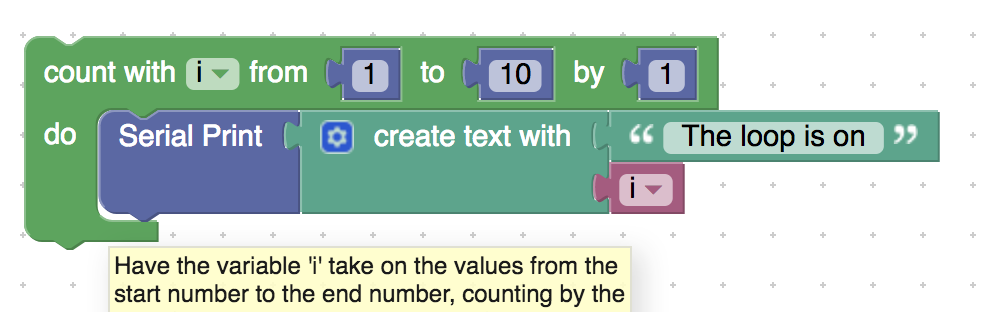 count with i from 1 to 10 by 1
do Serial Print create text with “ The loop is on ”
i
Have the variable 'i' take on the values from the
start number to the end number, counting by the